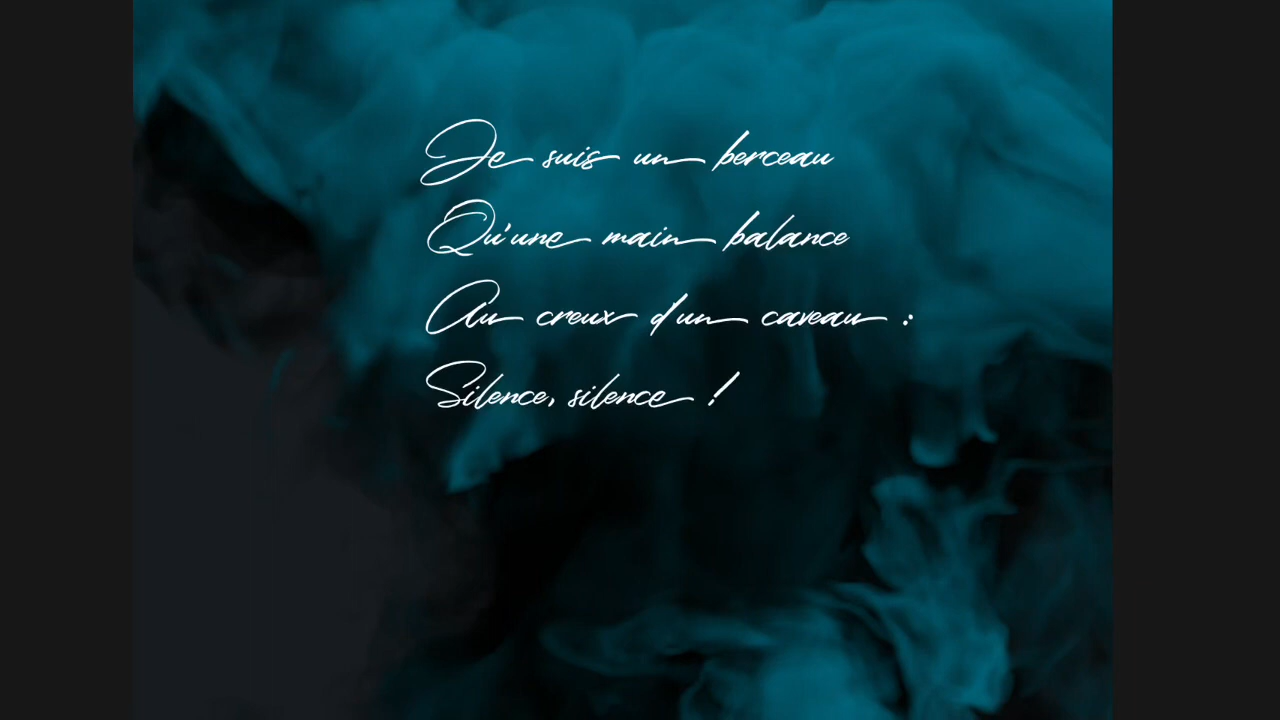 Je suis un berceau
Qu'une main balance
Au creux d'un caveau :
Silence, silence !